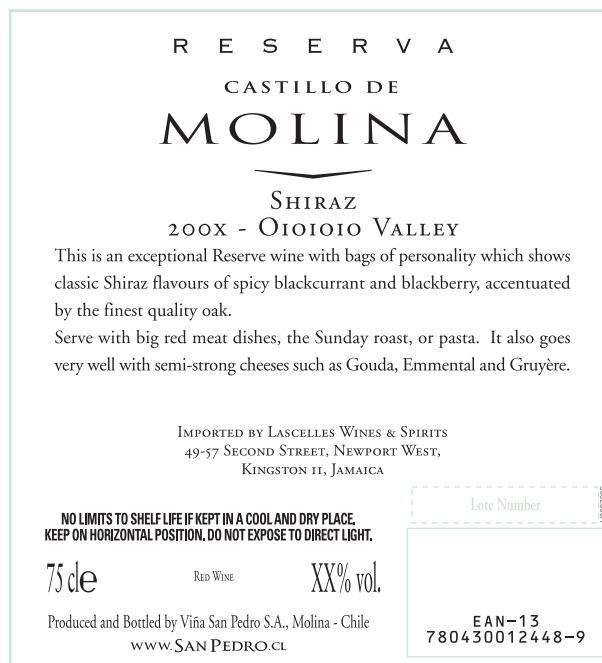 RESERVA
CASTILLO DE
MOLINA
SHIRAZ
200X - OIOIOIO VALLEY
This is an exceptional Reserve wine with bags of personality which shows
classic Shiraz flavours of spicy blackcurrant and blackberry, accentuated
by the finest quality oak.
Serve with big red meat dishes, the Sunday roast, or pasta. It also goes
very well with semi-strong cheeses such as Gouda, Emmental and Gruyère.
IMPORTED BY LASCELLES WINES & SPIRITS
49-57 SECOND STREET, NEWPORT WEST,
KINGSTON 11, JAMAICA
Lote Number
NO LIMITS TO SHELF LIFE IF KEPT IN A COOL AND DRY PLACE.
KEEP ON HORIZONTAL POSITION. DO NOT EXPOSE TO DIRECT LIGHT.
75 cl℮ RED WINE XX% vol.
Produced and Bottled by Viña San Pedro S.A., Molina - Chile
WWW.SANPEDRO.CL
EAN-13
780430012448-9